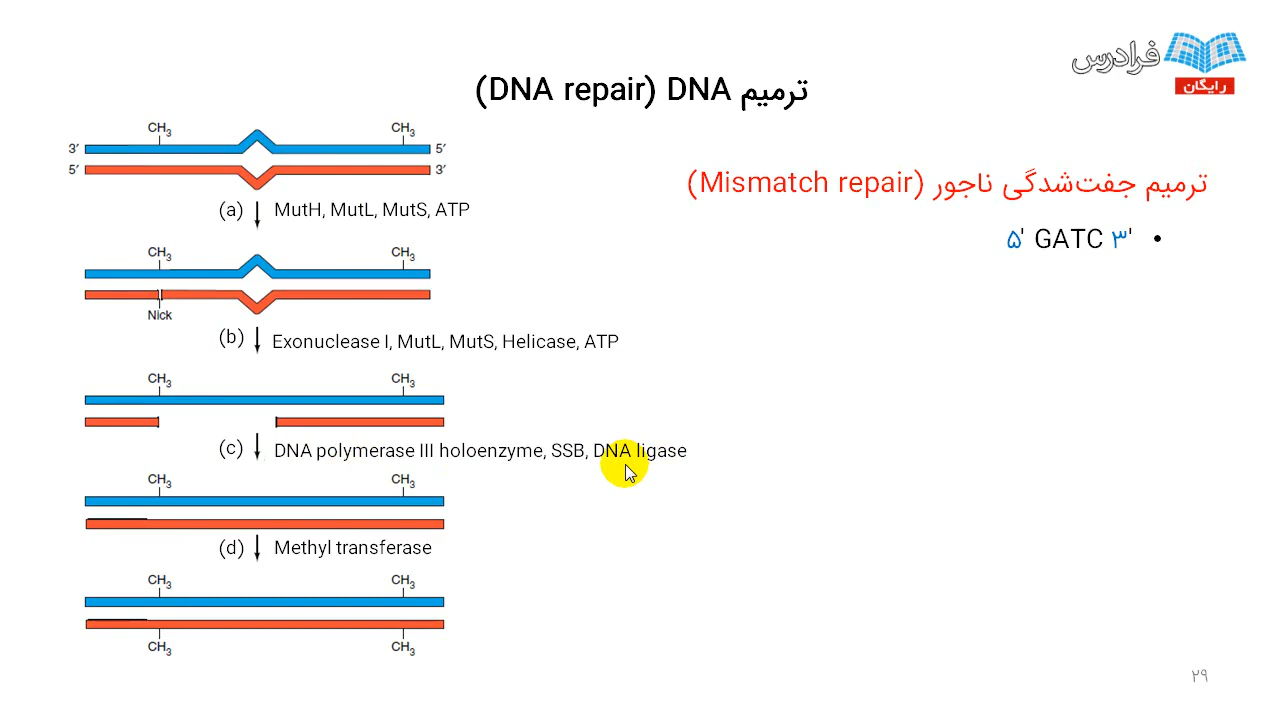 فرادرس
رایگان
ترمیم DNA (DNA repair)
ترمیم جفت‌شدگی ناجور (Mismatch repair)
• ۵' GATC ۳'
CH3 CH3
3′ 5′
5′ 3′
(a) MutH, MutL, MutS, ATP
CH3 CH3
Nick
(b) Exonuclease I, MutL, MutS, Helicase, ATP
CH3 CH3
(c) DNA polymerase III holoenzyme, SSB, DNA ligase
CH3 CH3
(d) Methyl transferase
CH3 CH3
CH3 CH3
۲۹